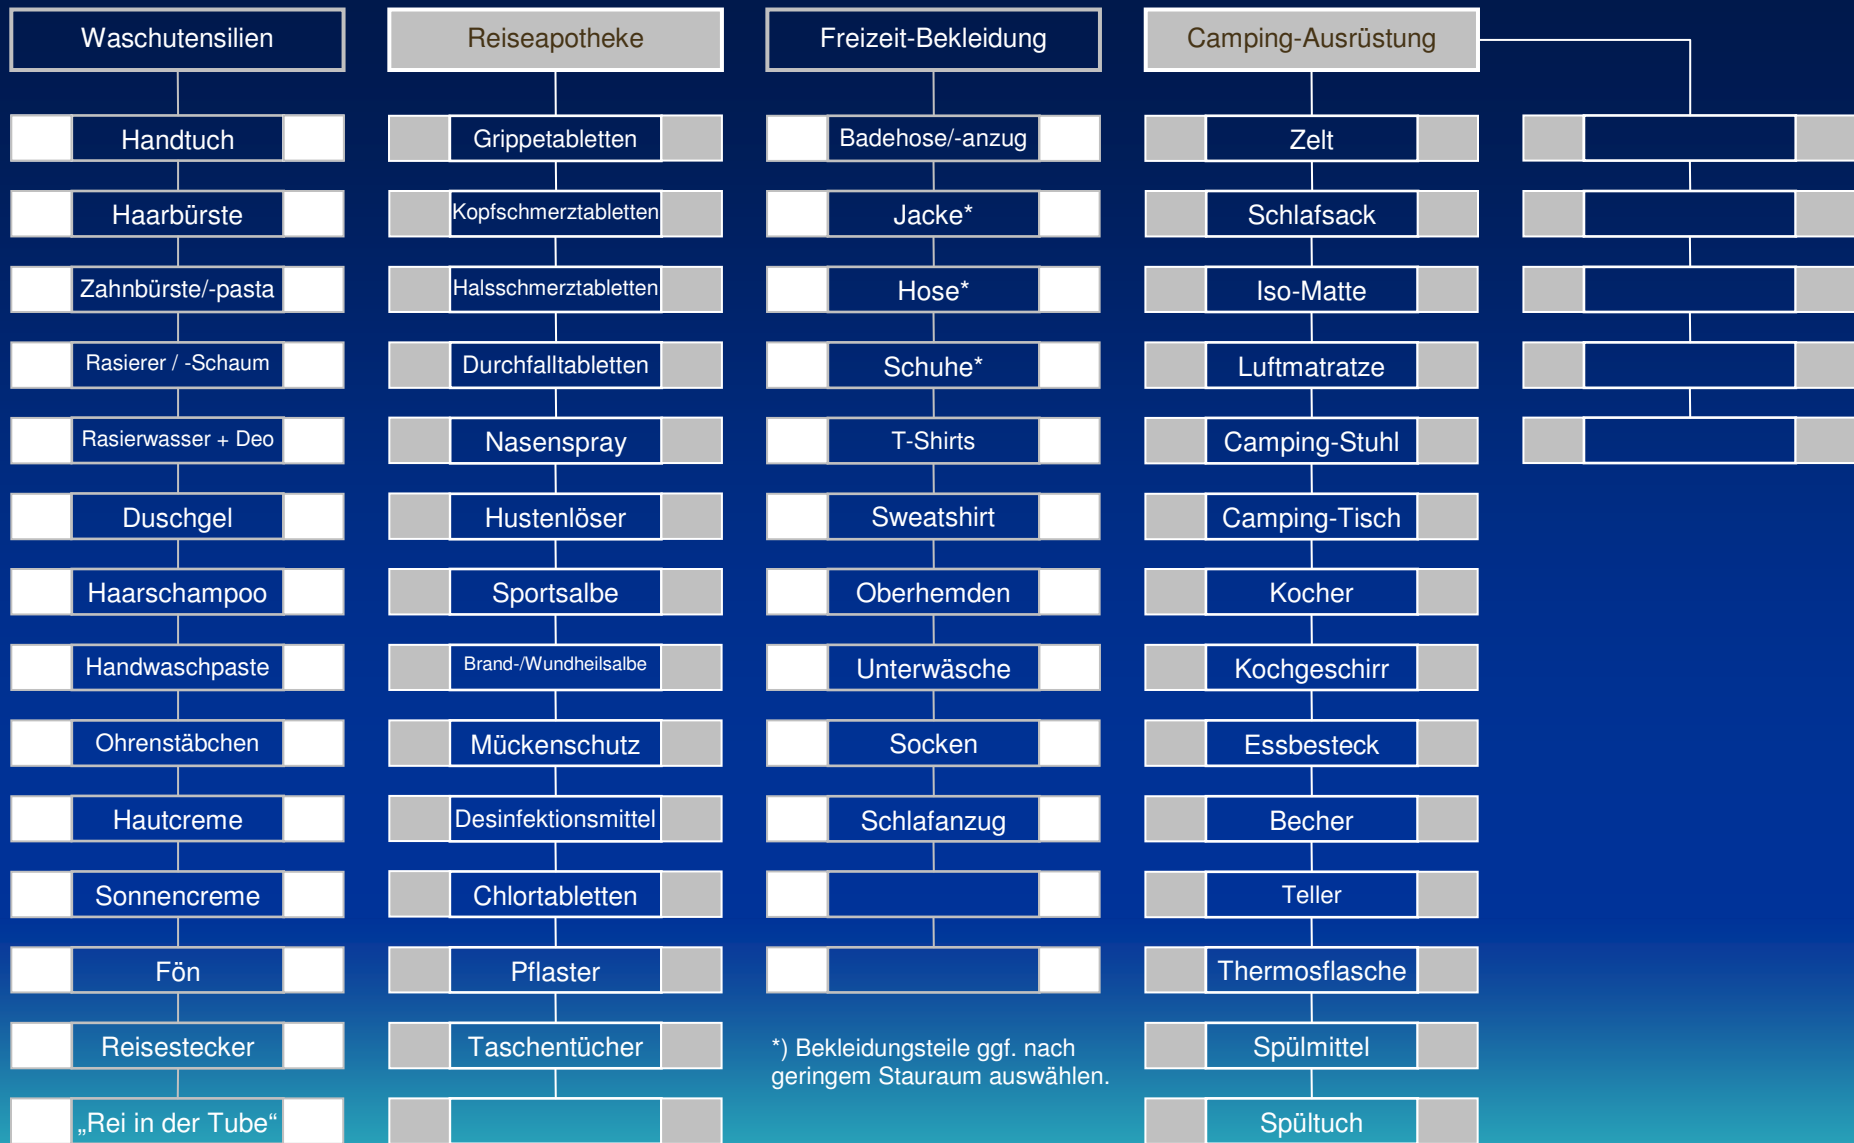 Waschutensilien
Handtuch
Haarbürste
Zahnbürste/-pasta
Rasierer / -Schaum
Rasierwasser + Deo
Duschgel
Haarschampoo
Handwaschpaste
Ohrenstäbchen
Hautcreme
Sonnencreme
Fön
Reisestecker
„Rei in der Tube“
Reiseapotheke
Grippetabletten
Kopfschmerztabletten
Halsschmerztabletten
Durchfalltabletten
Nasenspray
Hustenlöser
Sportsalbe
Brand-/Wundheilsalbe
Mückenschutz
Desinfektionsmittel
Chlortabletten
Pflaster
Taschentücher
Freizeit-Bekleidung
Badehose/-anzug
Jacke*
Hose*
Schuhe*
T-Shirts
Sweatshirt
Oberhemden
Unterwäsche
Socken
Schlafanzug
*) Bekleidungsteile ggf. nach
geringem Stauraum auswählen.
Camping-Ausrüstung
Zelt
Schlafsack
Iso-Matte
Luftmatratze
Camping-Stuhl
Camping-Tisch
Kocher
Kochgeschirr
Essbesteck
Becher
Teller
Thermosflasche
Spülmittel
Spültuch